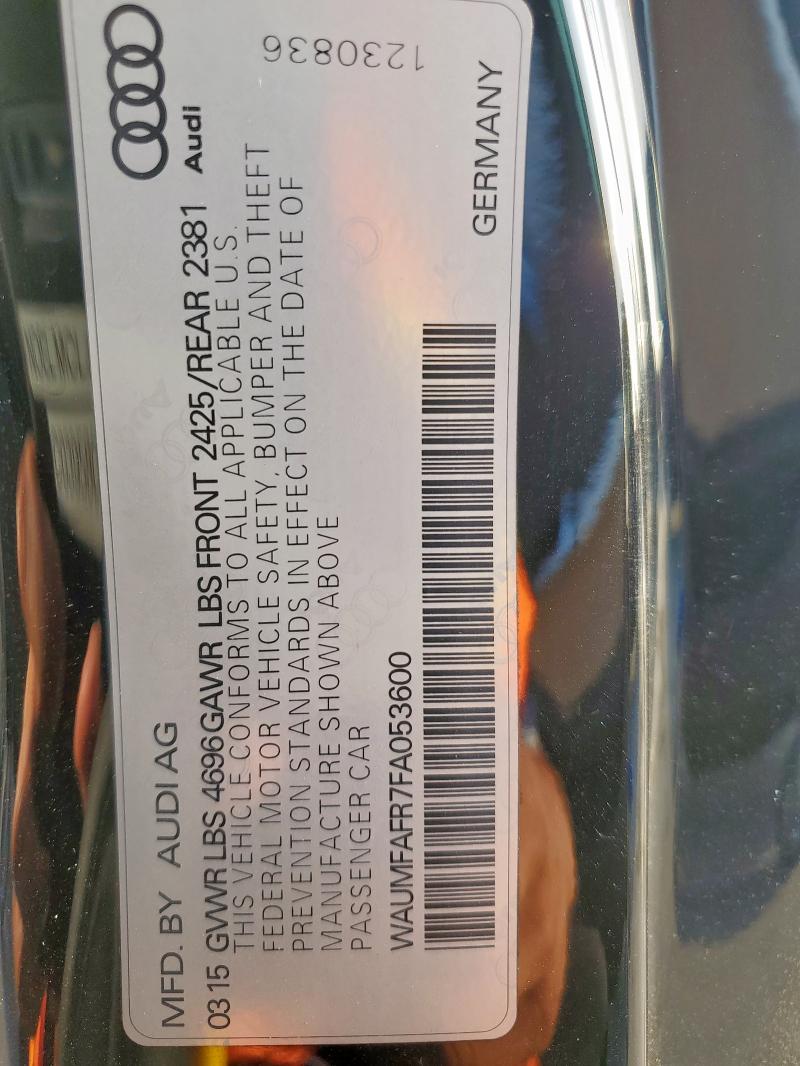 MFD. BY AUDI AG
03 15 GVWR LBS 4696 GAWR LBS FRONT 2425/REAR 2381
Audi
THIS VEHICLE CONFORMS TO ALL APPLICABLE U.S.
FEDERAL MOTOR VEHICLE SAFETY, BUMPER AND THEFT
PREVENTION STANDARDS IN EFFECT ON THE DATE OF
MANUFACTURE SHOWN ABOVE
PASSENGER CAR
WAUMFAFR7FA053600
GERMANY
1230836